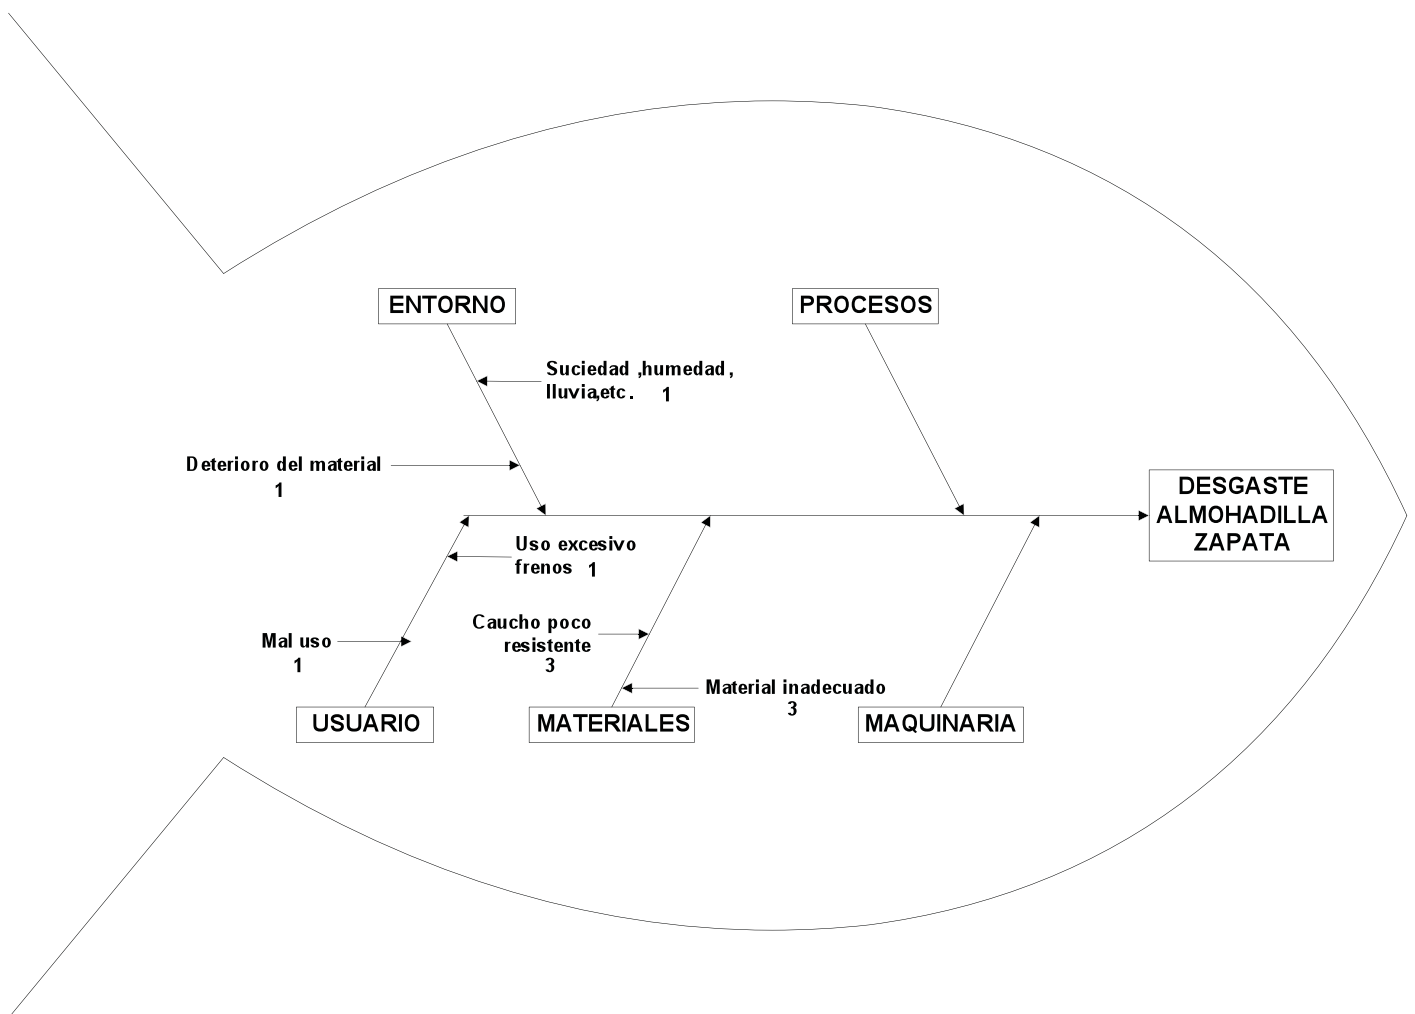 ENTORNO
PROCESOS
Suciedad ,humedad,
lluvia,etc. 1
Deterioro del material
1
DESGASTE
ALMOHADILLA
ZAPATA
Uso excesivo
frenos 1
Mal uso
1
Caucho poco
resistente
3
Material inadecuado
3
USUARIO
MATERIALES
MAQUINARIA